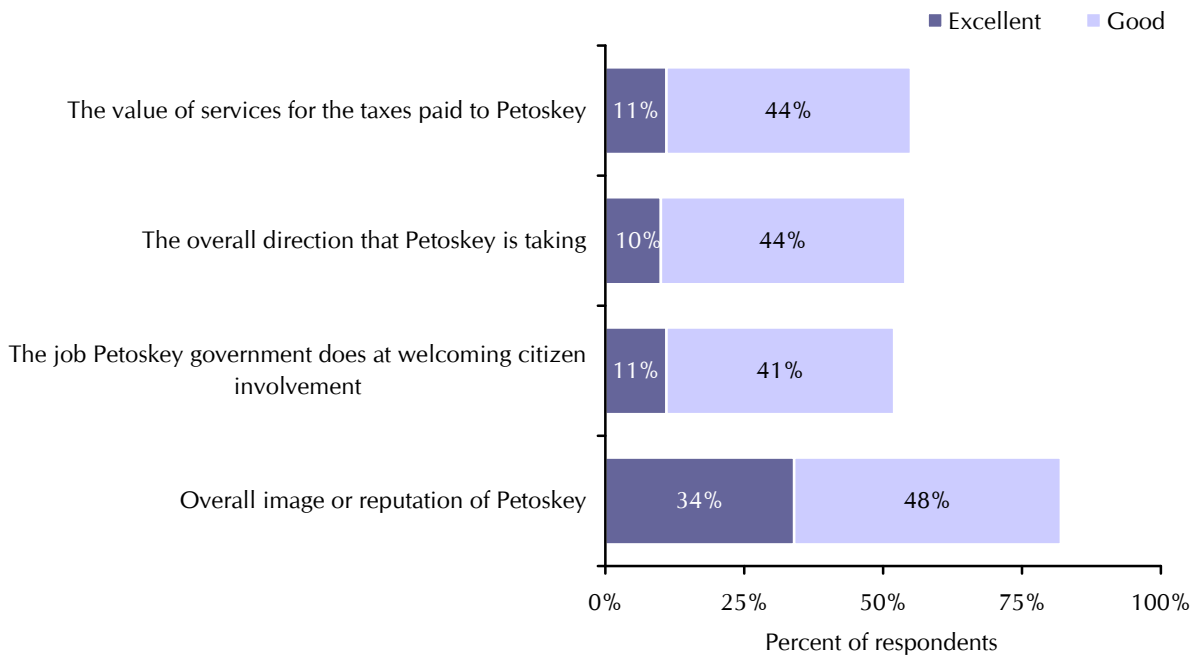 Excellent Good
The value of services for the taxes paid to Petoskey 11% 44%
The overall direction that Petoskey is taking 10% 44%
The job Petoskey government does at welcoming citizen
involvement 11% 41%
Overall image or reputation of Petoskey 34% 48%
0% 25% 50% 75% 100%
Percent of respondents